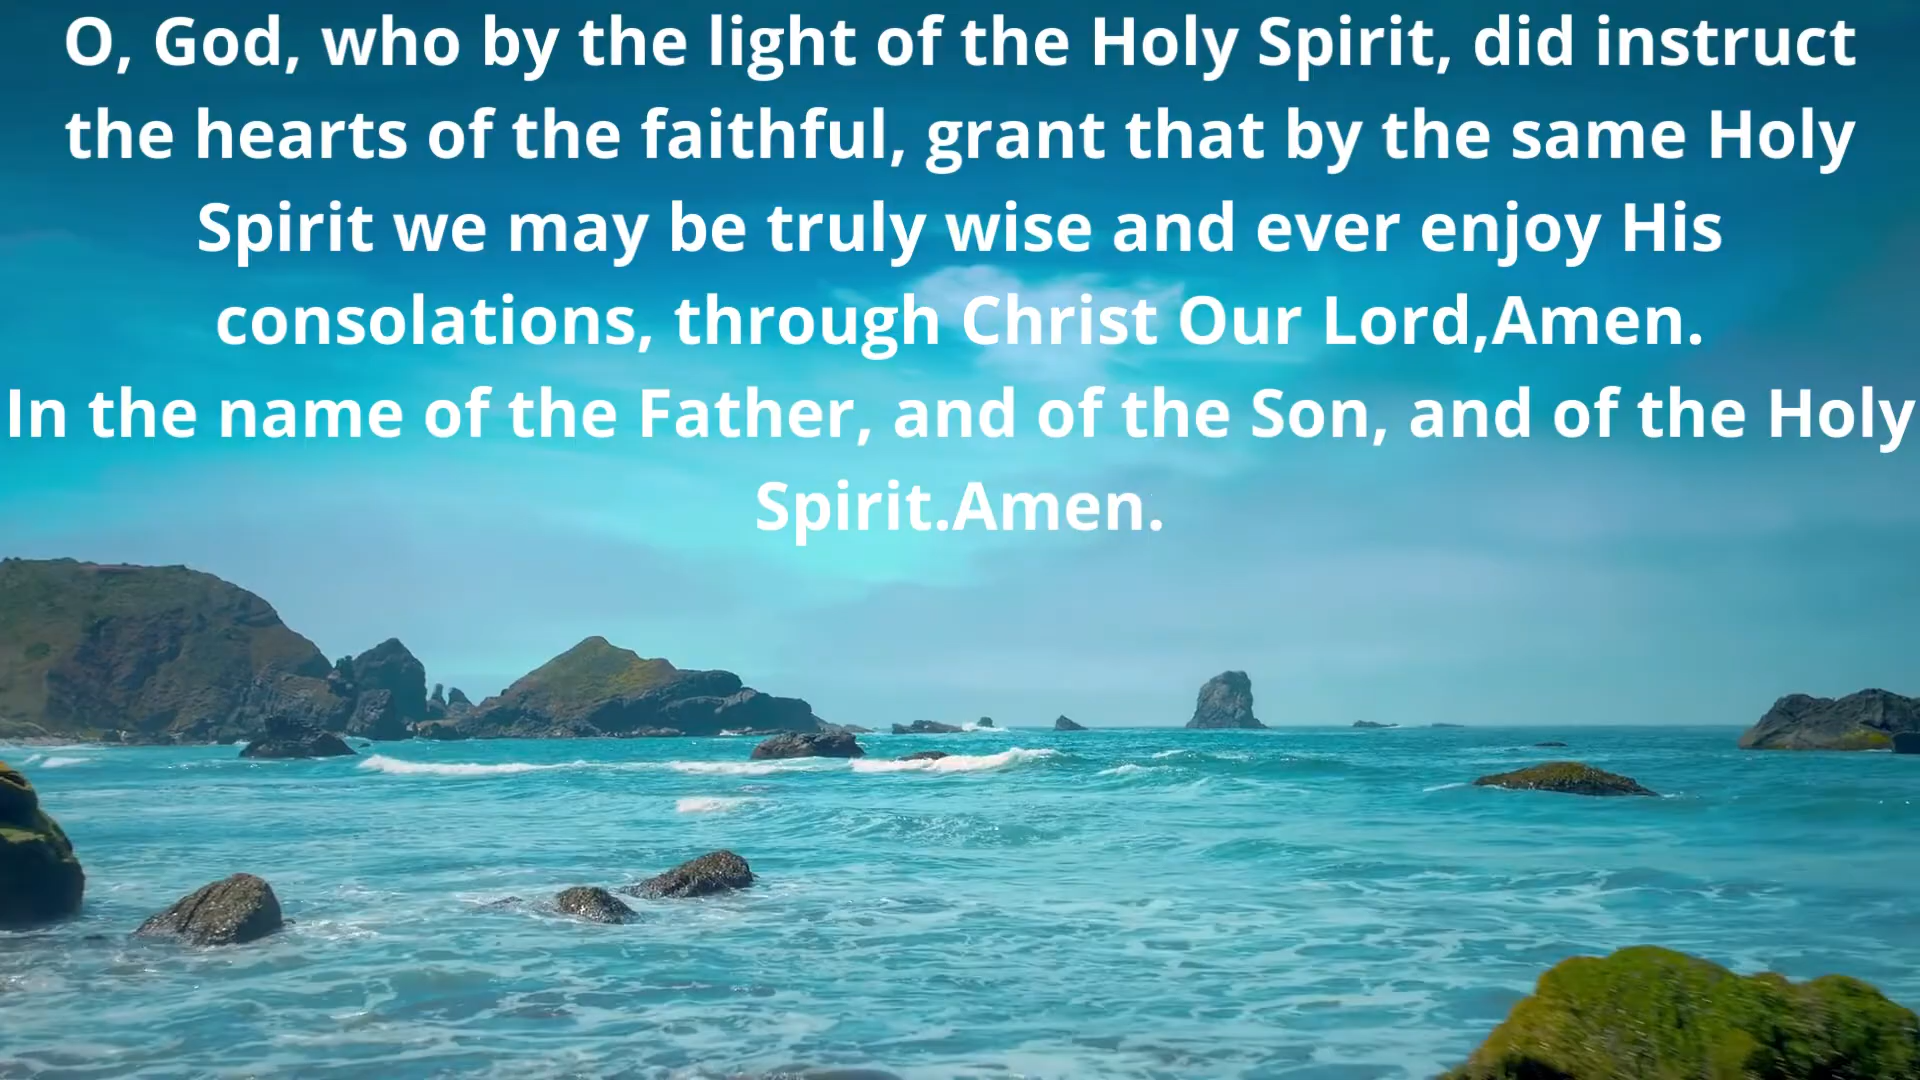 O, God, who by the light of the Holy Spirit, did instruct
the hearts of the faithful, grant that by the same Holy
Spirit we may be truly wise and ever enjoy His
consolations, through Christ Our Lord,Amen.
In the name of the Father, and of the Son, and of the Holy
Spirit.Amen.